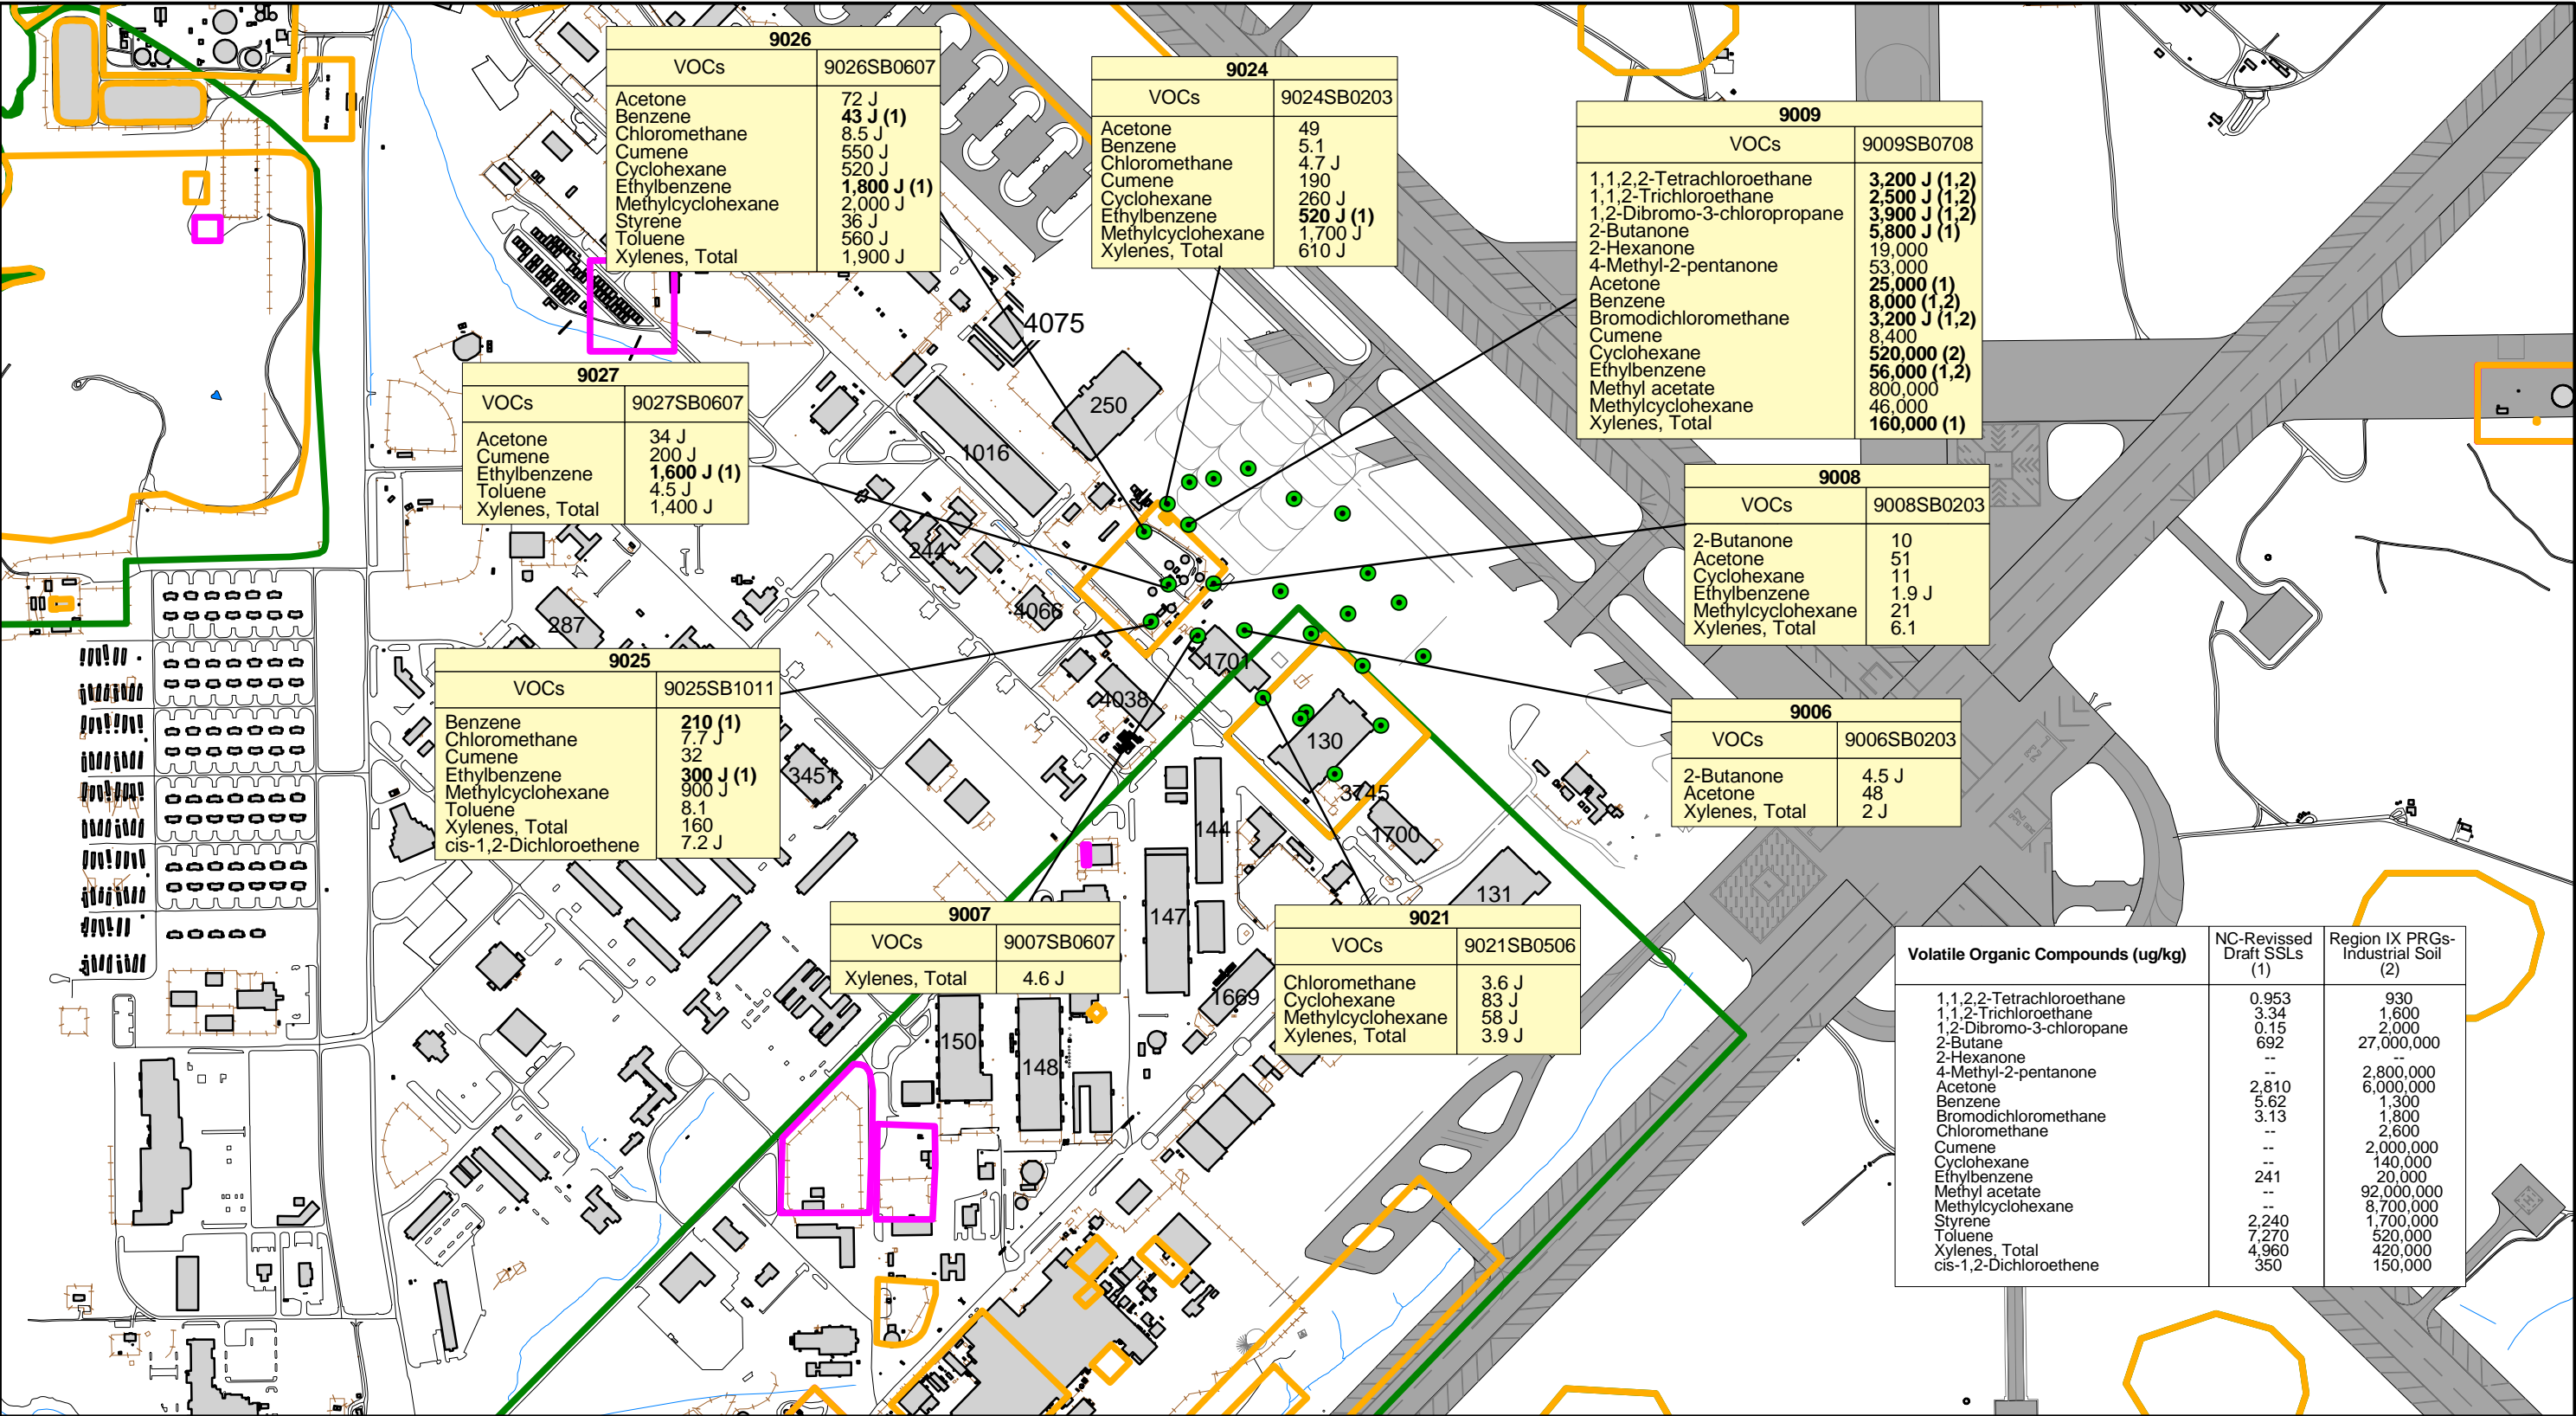 9026
VOCs 9026SB0607
Acetone 72 J
Benzene 43 J (1)
Chloromethane 8.5 J
Cumene 550 J
Cyclohexane 520 J
Ethylbenzene 1,800 J (1)
Methylcyclohexane 2,000 J
Styrene 36 J
Toluene 560 J
Xylenes, Total 1,900 J
9024
VOCs 9024SB0203
Acetone 49
Benzene 5.1
Chloromethane 4.7 J
Cumene 190
Cyclohexane 260 J
Ethylbenzene 520 J (1)
Methylcyclohexane 1,700 J
Xylenes, Total 610 J
9009
VOCs 9009SB0708
1,1,2,2-Tetrachloroethane 3,200 J (1,2)
1,1,2-Trichloroethane 2,500 J (1,2)
1,2-Dibromo-3-chloropropane 3,900 J (1,2)
2-Butanone 5,800 J (1)
2-Hexanone 19,000
4-Methyl-2-pentanone 53,000
Acetone 25,000 (1)
Benzene 8,000 (1,2)
Bromodichloromethane 3,200 J (1,2)
Cumene 8,400
Cyclohexane 520,000 (2)
Ethylbenzene 56,000 (1,2)
Methyl acetate 800,000
Methylcyclohexane 46,000
Xylenes, Total 160,000 (1)
4075
250
1016
9027
VOCs 9027SB0607
Acetone 34 J
Cumene 200 J
Ethylbenzene 1,600 J (1)
Toluene 4.5 J
Xylenes, Total 1,400 J
9008
VOCs 9008SB0203
2-Butanone 10
Acetone 51
Cyclohexane 11
Ethylbenzene 1.9 J
Methylcyclohexane 21
Xylenes, Total 6.1
244
4066
287
1701
4038
9025
VOCs 9025SB1011
Benzene 210 (1)
Chloromethane 7.7 J
Cumene 32
Ethylbenzene 300 J (1)
Methylcyclohexane 900 J
Toluene 8.1
Xylenes, Total 160
cis-1,2-Dichloroethene 7.2 J
9006
VOCs 9006SB0203
2-Butanone 4.5 J
Acetone 48
Xylenes, Total 2 J
130
3451
3745
144
1700
131
147
9007
VOCs 9007SB0607
Xylenes, Total 4.6 J
9021
VOCs 9021SB0506
Chloromethane 3.6 J
Cyclohexane 83 J
Methylcyclohexane 58 J
Xylenes, Total 3.9 J
1669
150
148
Volatile Organic Compounds (ug/kg) NC-Revissed Draft SSLs (1) Region IX PRGs-Industrial Soil (2)
1,1,2,2-Tetrachloroethane 0.953 930
1,1,2-Trichloroethane 3.34 1,600
1,2-Dibromo-3-chloropane 0.15 2,000
2-Butane 692 27,000,000
2-Hexanone -- --
4-Methyl-2-pentanone -- 2,800,000
Acetone 2,810 6,000,000
Benzene 5.62 1,300
Bromodichloromethane 3.13 1,800
Chloromethane -- 2,600
Cumene -- 2,000,000
Cyclohexane -- 140,000
Ethylbenzene 241 20,000
Methyl acetate -- 92,000,000
Methylcyclohexane -- 8,700,000
Styrene 2,240 1,700,000
Toluene 7,270 520,000
Xylenes, Total 4,960 420,000
cis-1,2-Dichloroethene 350 150,000